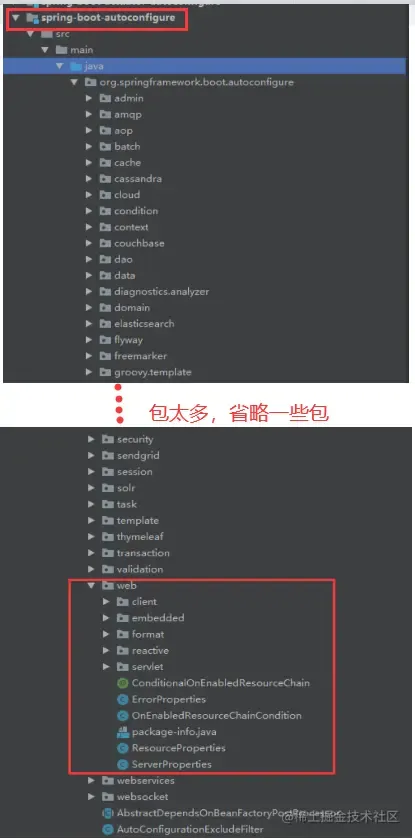 spring-boot-autoconfigure
src
main
java
org.springframework.boot.autoconfigure
admin
amqp
aop
batch
cache
cassandra
cloud
condition
context
couchbase
dao
data
diagnostics.analyzer
domain
elasticsearch
flyway
freemarker
groovy.template
包太多，省略一些包
security
sendgrid
session
solr
task
template
thymeleaf
transaction
validation
web
client
embedded
format
reactive
servlet
ConditionalOnEnabledResourceChain
ErrorProperties
OnEnabledResourceChainCondition
package-info.java
ResourceProperties
ServerProperties
webservices
websocket
@稀土掘金技术社区
AutoConfigurationExcludeFilter